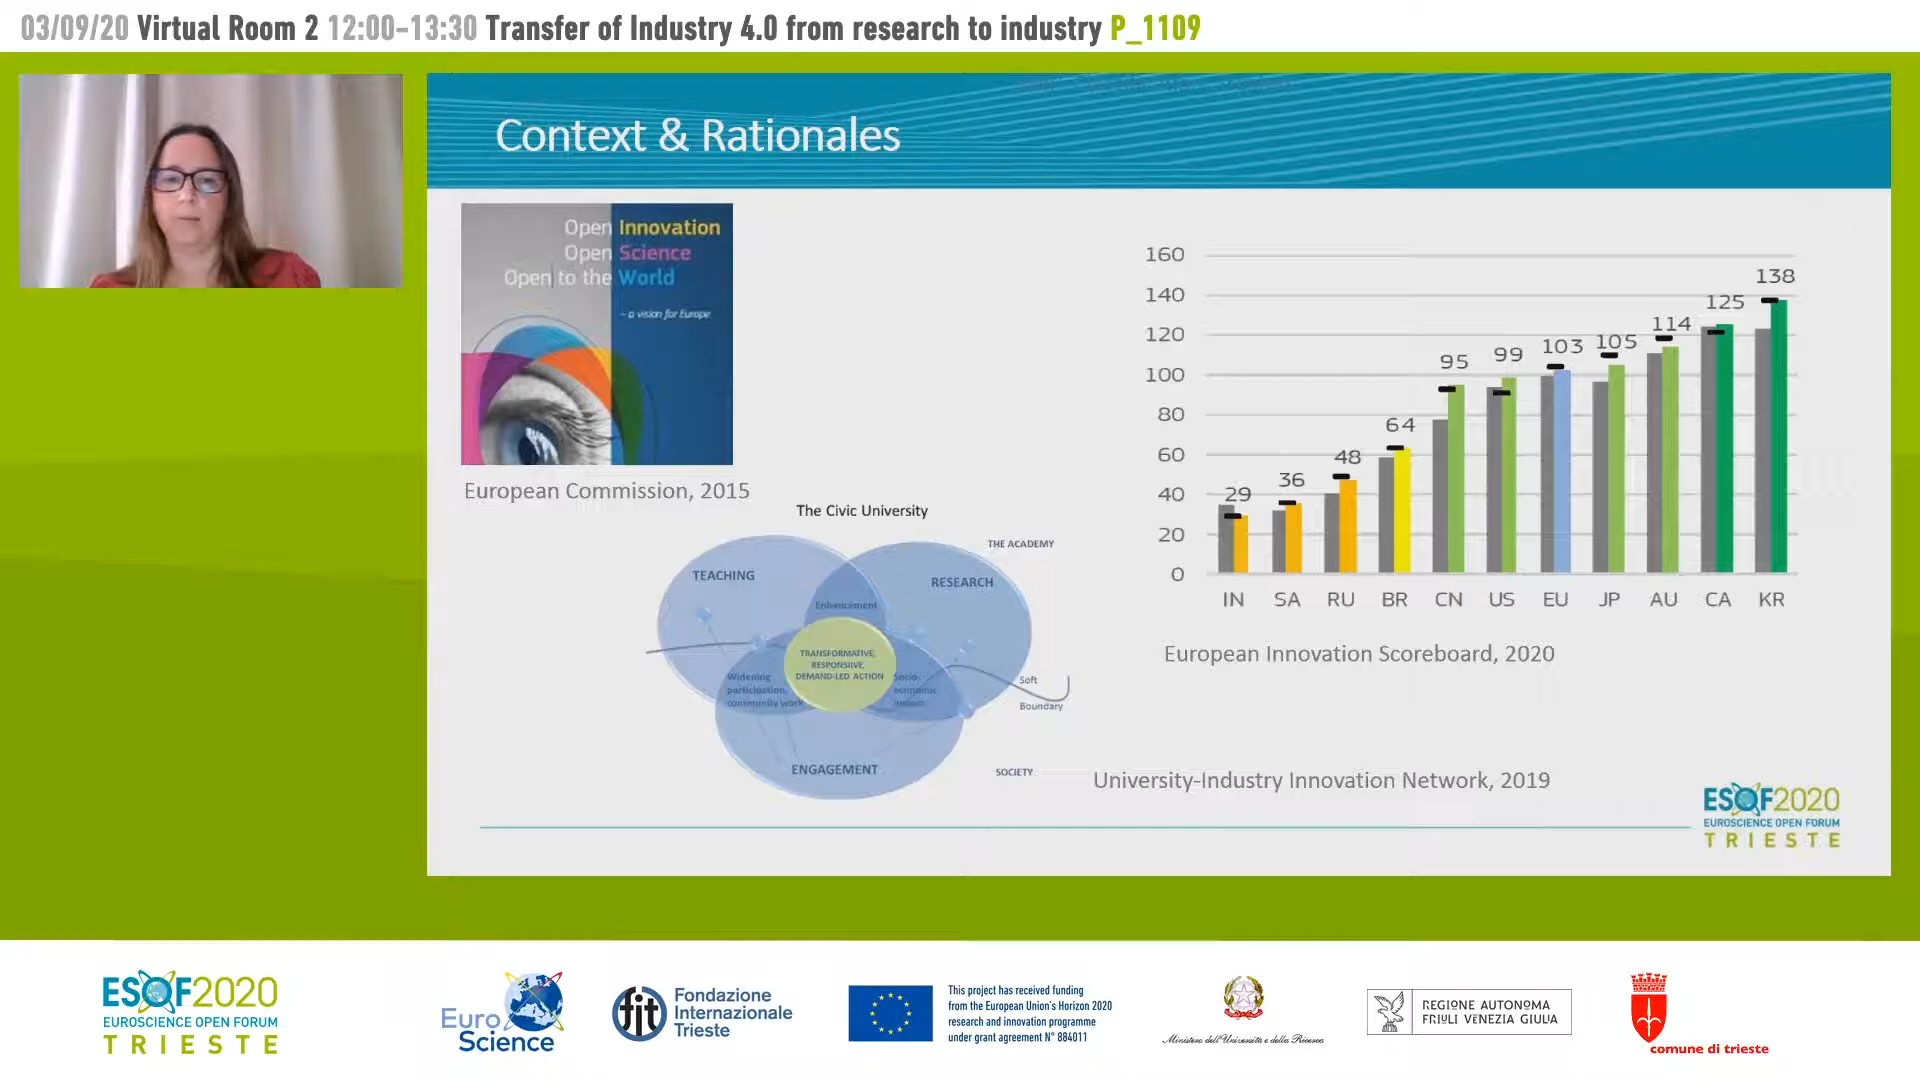 03/09/20 Virtual Room 2 12:00-13:30 Transfer of Industry 4.0 from research to industry P_1109
Context & Rationales
Open Innovation
Open Science
Open to the World
- a vision for Europe
European Commission, 2015
The Civic University
THE ACADEMY
TEACHING
RESEARCH
Enhancement
TRANSFORMATIVE,
RESPONSIVE,
DEMAND-LED ACTION
Widening
participation,
community work
Socio
economic
Soft
Boundary
ENGAGEMENT
SOCIETY
University-Industry Innovation Network, 2019
160
140
120
100
80
60
40
20
0
29
36
48
64
95
99
103
105
114
125
138
IN SA RU BR CN US EU JP AU CA KR
European Innovation Scoreboard, 2020
ESOF2020
EUROSCIENCE OPEN FORUM
TRIESTE
ESOF2020
EUROSCIENCE OPEN FORUM
TRIESTE
Euro
Science
fit
Fondazione
Internazionale
Trieste
This project has received funding
from the European Union's Horizon 2020
research and innovation programme
under grant agreement N° 884011
Ministero dell'Università e della Ricerca
REGIONE AUTONOMA
FRIULI VENEZIA GIULIA
comune di trieste